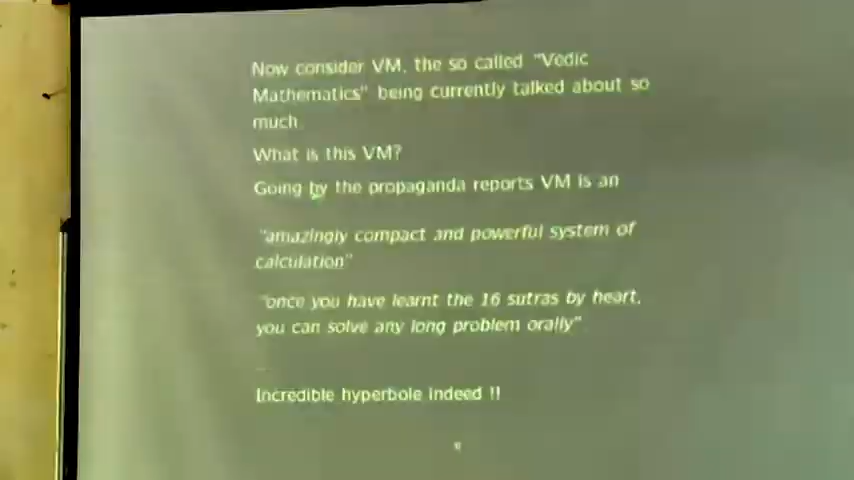 Now consider VM, the so called "Vedic
Mathematics" being currently talked about so
much.
What is this VM?
Going by the propaganda reports VM is an
"amazingly compact and powerful system of
calculation"
"once you have learnt the 16 sutras by heart,
you can solve any long problem orally"
Incredible hyperbole indeed !!